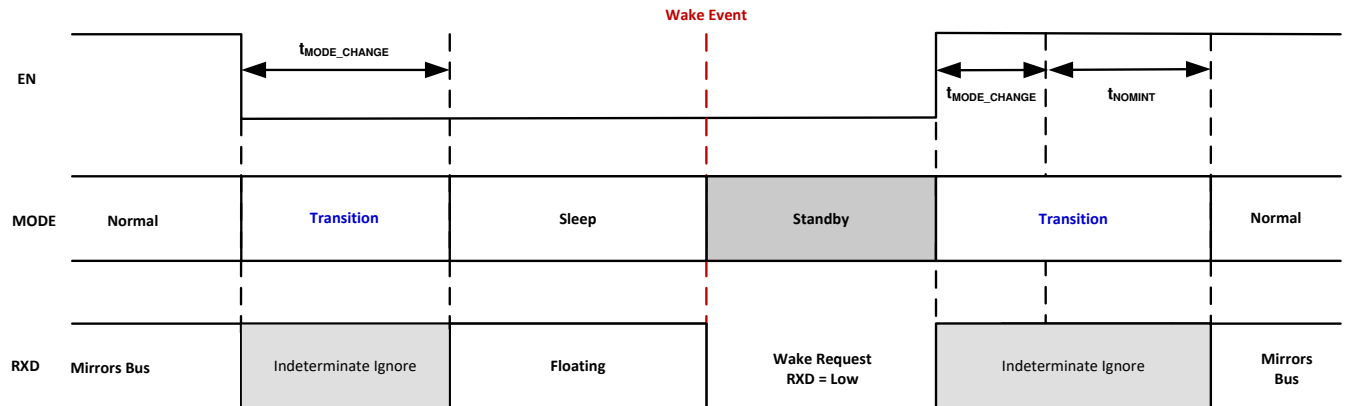 Wake Event
EN
tMODE_CHANGE
tMODE_CHANGE
tNOMINT
MODE
Normal
Transition
Sleep
Standby
Transition
Normal
RXD
Mirrors Bus
Indeterminate Ignore
Floating
Wake Request
RXD = Low
Indeterminate Ignore
Mirrors
Bus